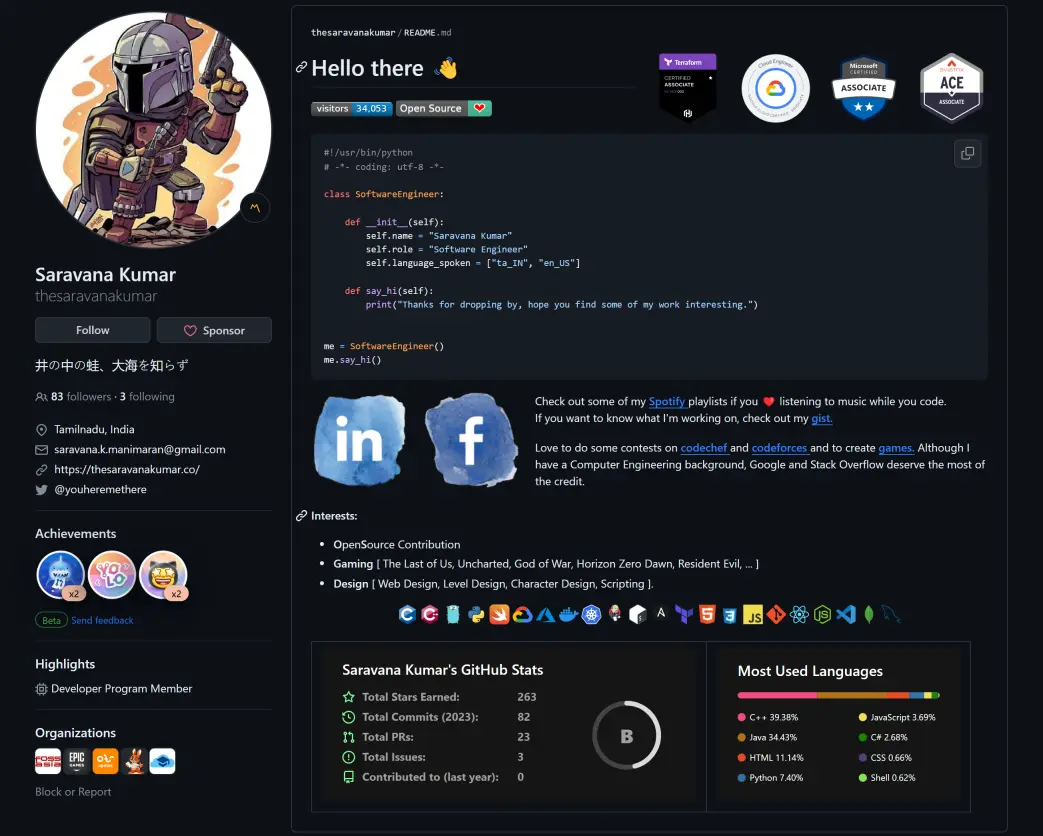 Saravana Kumar
thesaravanakumar
Follow
Sponsor
井の中の蛙、大海を知らず
83 followers · 3 following
Tamilnadu, India
saravana.k.manimaran@gmail.com
https://thesaravanakumar.co/
@youheremethere
Achievements
x2
YOLO
x2
Beta Send feedback
Highlights
Developer Program Member
Organizations
FOSS ASIA
EPIC GAMES
Block or Report
thesaravanakumar/README.md
Hello there 👋
Terraform
CERTIFIED
ASSOCIATE
Cloud Engineer
Microsoft
CERTIFIED
ASSOCIATE
★★
ACE
ASSOCIATE
visitors 34,053 Open Source ❤
#!/usr/bin/python
# -*- coding: utf-8 -*-
class SoftwareEngineer:
def __init__(self):
self.name = "Saravana Kumar"
self.role = "Software Engineer"
self.language_spoken = ["ta_IN", "en_US"]
def say_hi(self):
print("Thanks for dropping by, hope you find some of my work interesting.")
me = SoftwareEngineer()
me.say_hi()
in
f
Check out some of my Spotify playlists if you ♥ listening to music while you code.
If you want to know what I'm working on, check out my gist.
Love to do some contests on codechef and codeforces and to create games. Although I
have a Computer Engineering background, Google and Stack Overflow deserve the most of
the credit.
Interests:
• OpenSource Contribution
• Gaming [ The Last of Us, Uncharted, God of War, Horizon Zero Dawn, Resident Evil, ... ]
• Design [ Web Design, Level Design, Character Design, Scripting ].
JS
Saravana Kumar's GitHub Stats
Total Stars Earned: 263
Total Commits (2023): 82
Total PRs: 23
Total Issues: 3
Contributed to (last year): 0
B
Most Used Languages
C++ 39.38%
Java 34.43%
HTML 11.14%
Python 7.40%
JavaScript 3.69%
C# 2.68%
CSS 0.66%
Shell 0.62%